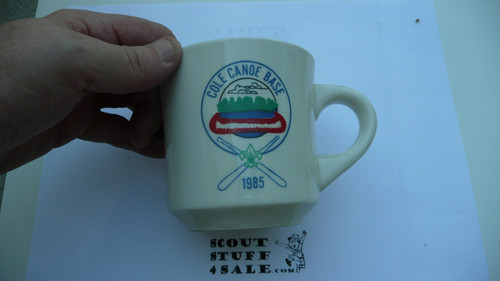 COLE CANOE BASE
1985
SCOUT
STUFF
4SALE.COM